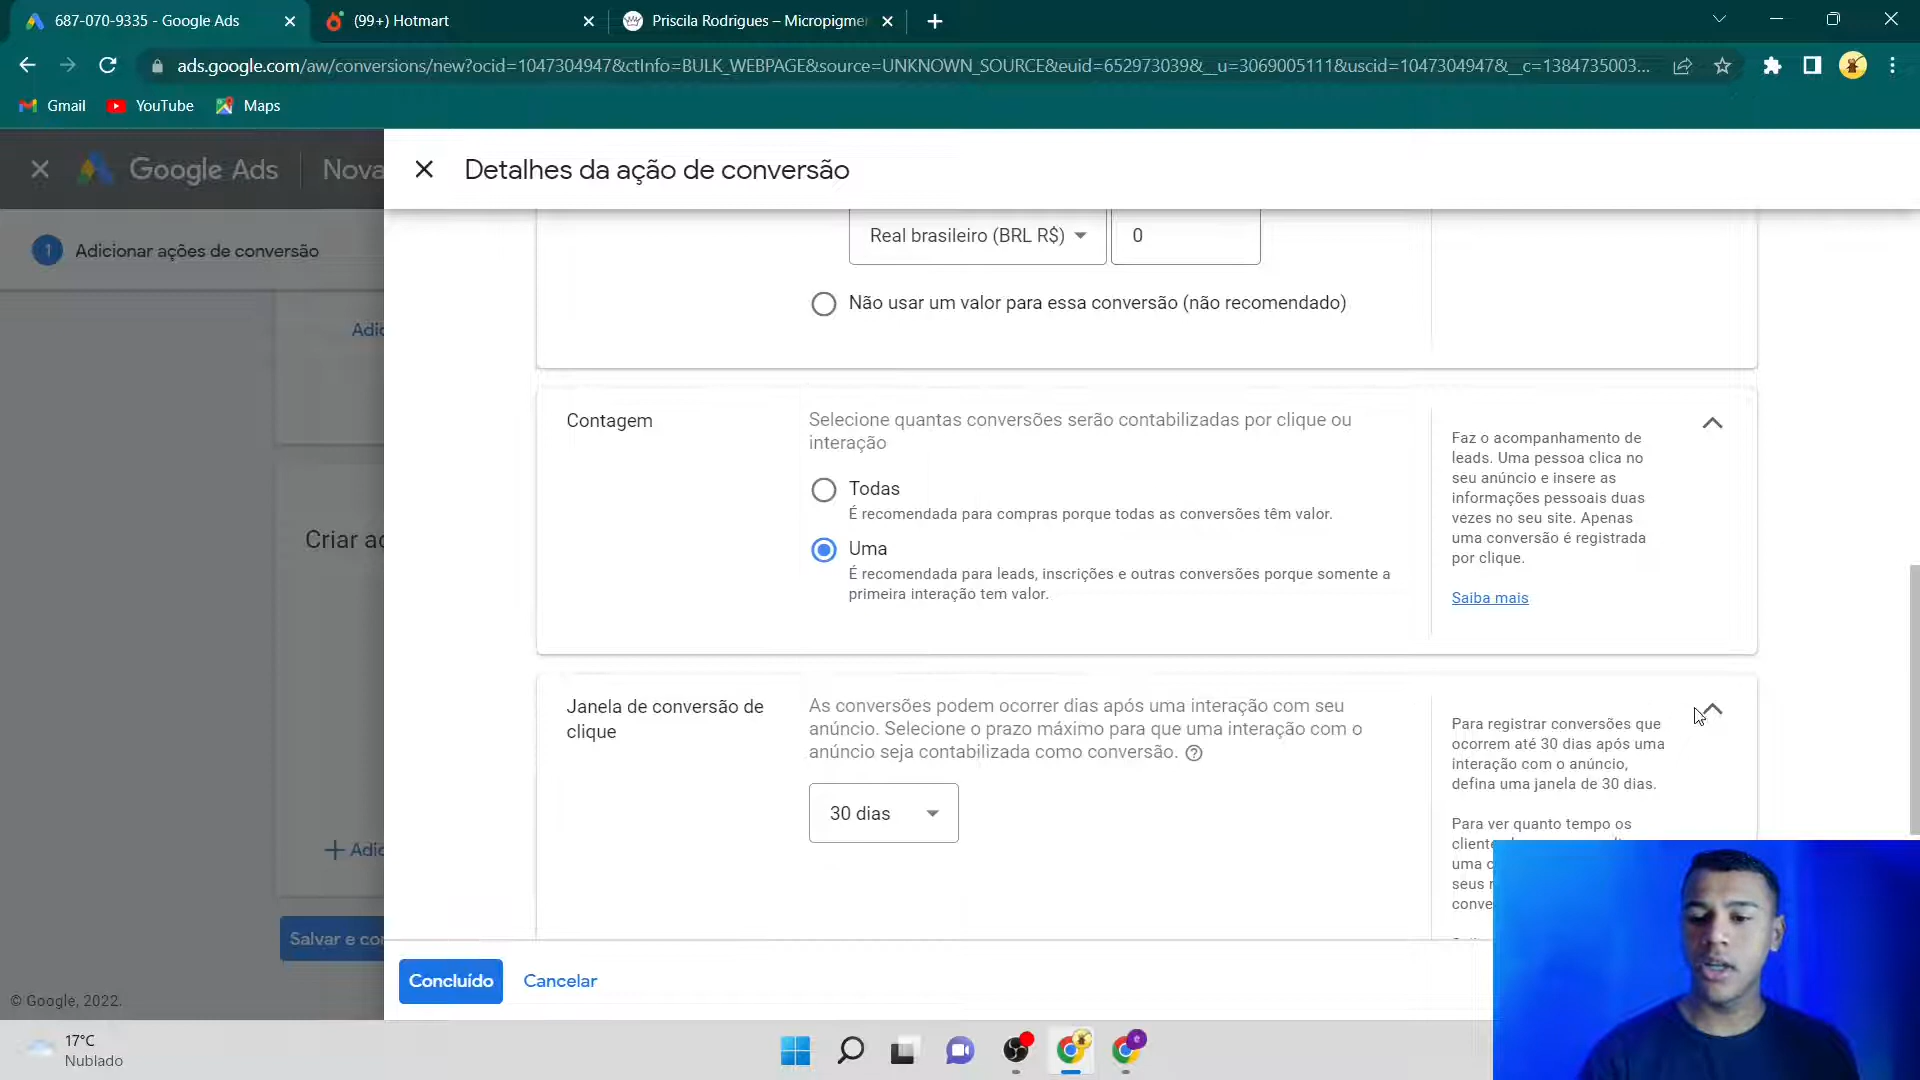 687-070-9335 - Google Ads
(99+) Hotmart
Priscila Rodrigues – Micropigme
ads.google.com/aw/conversions/new?ocid=1047304947&ctInfo=BULK_WEBPAGE&source=UNKNOWN_SOURCE&euid=652973039&__u=3069005111&uscid=1047304947&__c=1384735003...
Gmail
YouTube
Maps
Google Ads
Nova
Detalhes da ação de conversão
1
Adicionar ações de conversão
Real brasileiro (BRL R$)
0
Não usar um valor para essa conversão (não recomendado)
Contagem
Selecione quantas conversões serão contabilizadas por clique ou
interação
Todas
É recomendada para compras porque todas as conversões têm valor.
Uma
É recomendada para leads, inscrições e outras conversões porque somente a
primeira interação tem valor.
Faz o acompanhamento de
leads. Uma pessoa clica no
seu anúncio e insere as
informações pessoais duas
vezes no seu site. Apenas
uma conversão é registrada
por clique.
Saiba mais
Criar
Janela de conversão de
clique
As conversões podem ocorrer dias após uma interação com seu
anúncio. Selecione o prazo máximo para que uma interação com o
anúncio seja contabilizada como conversão.
30 dias
Para registrar conversões que
ocorrem até 30 dias após uma
interação com o anúncio,
defina uma janela de 30 dias.
Para ver quanto tempo os
uma
seus
Salvar e
Concluído
Cancelar
© Google, 2022.
17°C
Nublado